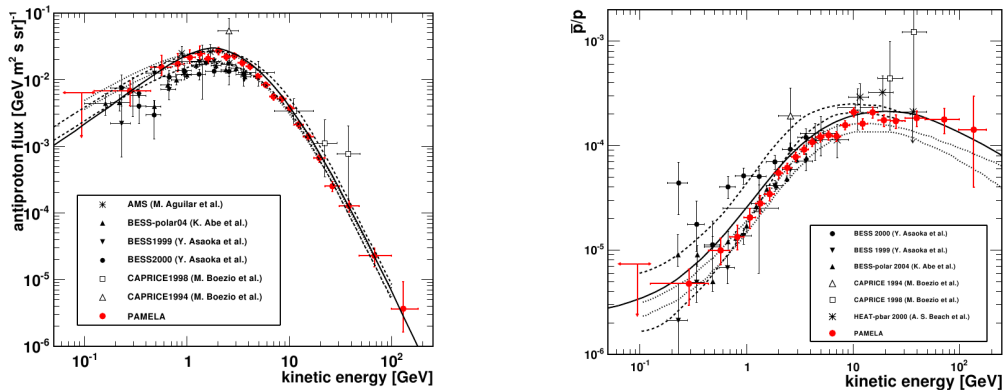 antiproton flux [GeV m² s sr]⁻¹
10⁻¹
10⁻²
10⁻³
10⁻⁴
10⁻⁵
10⁻⁶
AMS (M. Aguilar et al.)
BESS-polar04 (K. Abe et al.)
BESS1999 (Y. Asaoka et al.)
BESS2000 (Y. Asaoka et al.)
CAPRICE1998 (M. Boezio et al.)
CAPRICE1994 (M. Boezio et al.)
PAMELA
10⁻¹ 1 10 10²
kinetic energy [GeV]
p̅/p
10⁻³
10⁻⁴
10⁻⁵
10⁻⁶
BESS 2000 (Y. Asaoka et al.)
BESS 1999 (Y. Asaoka et al.)
BESS-polar 2004 (K. Abe et al.)
CAPRICE 1994 (M. Boezio et al.)
CAPRICE 1998 (M. Boezio et al.)
HEAT-pbar 2000 (A. S. Beach et al.)
PAMELA
10⁻¹ 1 10 10²
kinetic energy [GeV]